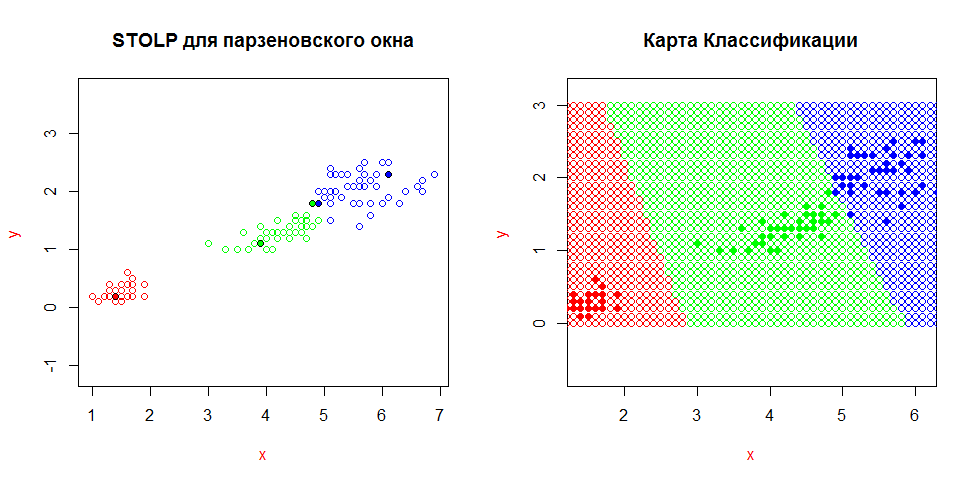 STOLP для парзеновского окна
3
2
1
0
-1
1 2 3 4 5 6 7
x
y
Карта Классификации
3
2
1
0
2 3 4 5 6
x
y